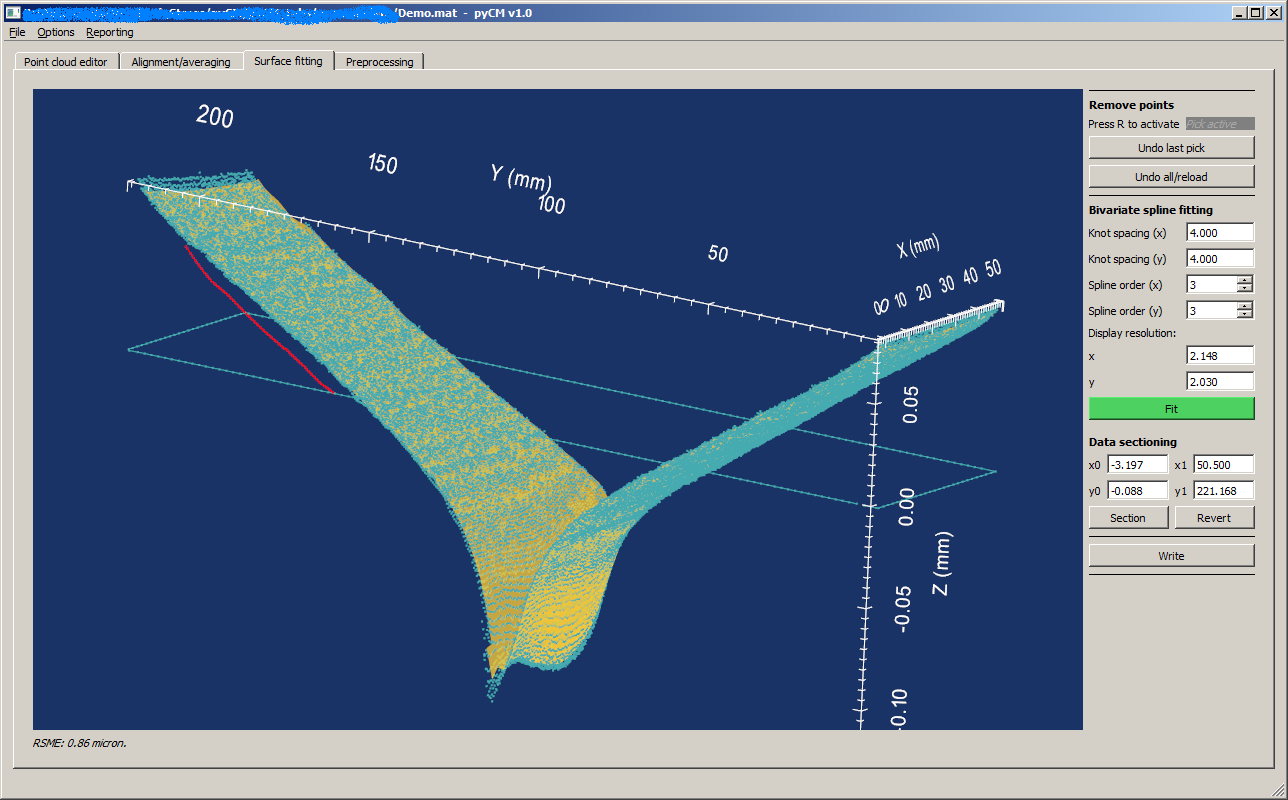 /Demo.mat - pyCM v1.0
File Options Reporting
Point cloud editor Alignment/averaging Surface fitting Preprocessing
200
150
Y (mm)
100
50
X (mm)
0 0 10 20 30 40 50
0.05
0.00
Z (mm)
-0.05
-0.10
RSME: 0.86 micron.
Remove points
Press R to activate Pick active
Undo last pick
Undo all/reload
Bivariate spline fitting
Knot spacing (x) 4.000
Knot spacing (y) 4.000
Spline order (x) 3
Spline order (y) 3
Display resolution:
x 2.148
y 2.030
Fit
Data sectioning
x0 -3.197 x1 50.500
y0 -0.088 y1 221.168
Section Revert
Write